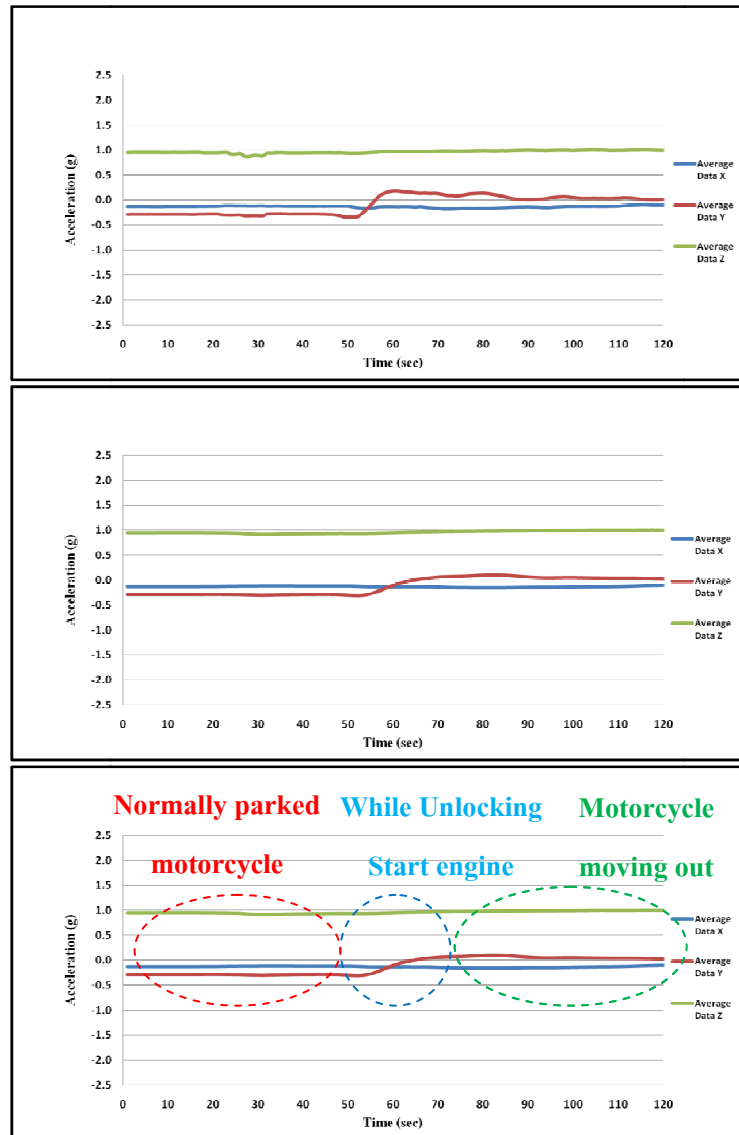 2.5
2.0
1.5
1.0
0.5
0.0
-0.5
-1.0
-1.5
-2.0
-2.5
Acceleration (g)
0 10 20 30 40 50 60 70 80 90 100 110 120
Time (sec)
Average
Data X
Average
Data Y
Average
Data Z
2.5
2.0
1.5
1.0
0.5
0.0
-0.5
-1.0
-1.5
-2.0
-2.5
Acceleration (g)
0 10 20 30 40 50 60 70 80 90 100 110 120
Time (sec)
Average
Data X
Average
Data Y
Average
Data Z
Normally parked
motorcycle
While Unlocking
Start engine
Motorcycle
moving out
2.5
2.0
1.5
1.0
0.5
0.0
-0.5
-1.0
-1.5
-2.0
-2.5
Acceleration (g)
0 10 20 30 40 50 60 70 80 90 100 110 120
Time (sec)
Average
Data X
Average
Data Y
Average
Data Z